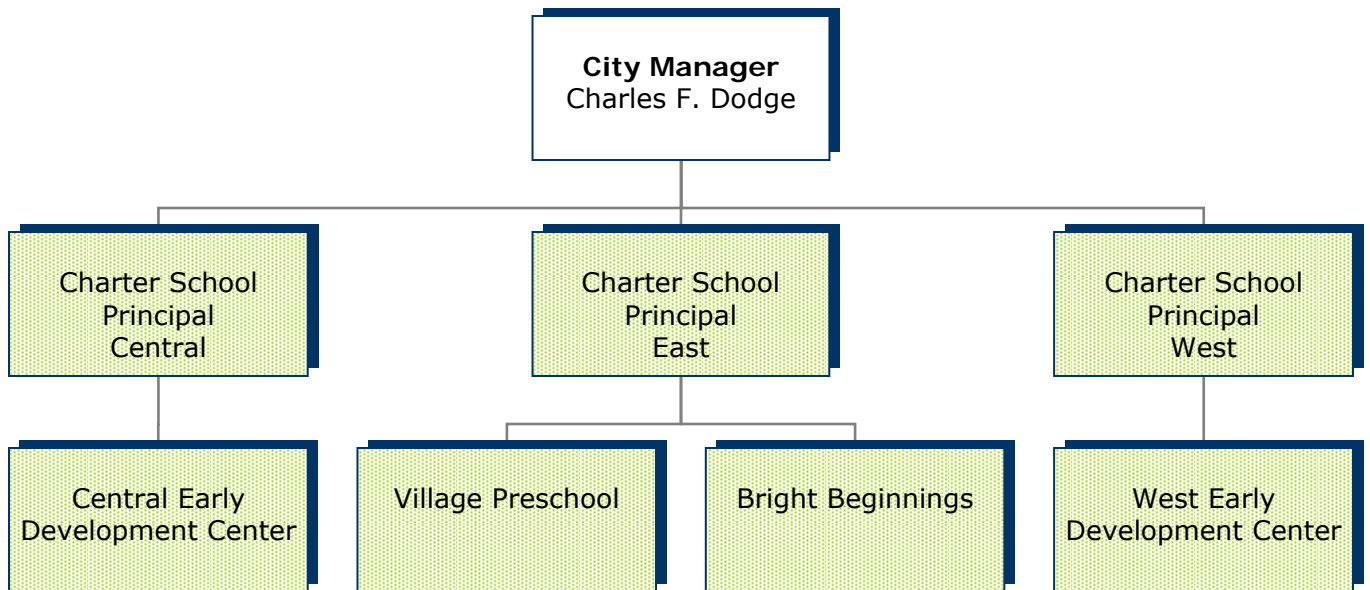 City Manager
Charles F. Dodge
Charter School
Principal
Central
Charter School
Principal
East
Charter School
Principal
West
Central Early
Development Center
Village Preschool
Bright Beginnings
West Early
Development Center